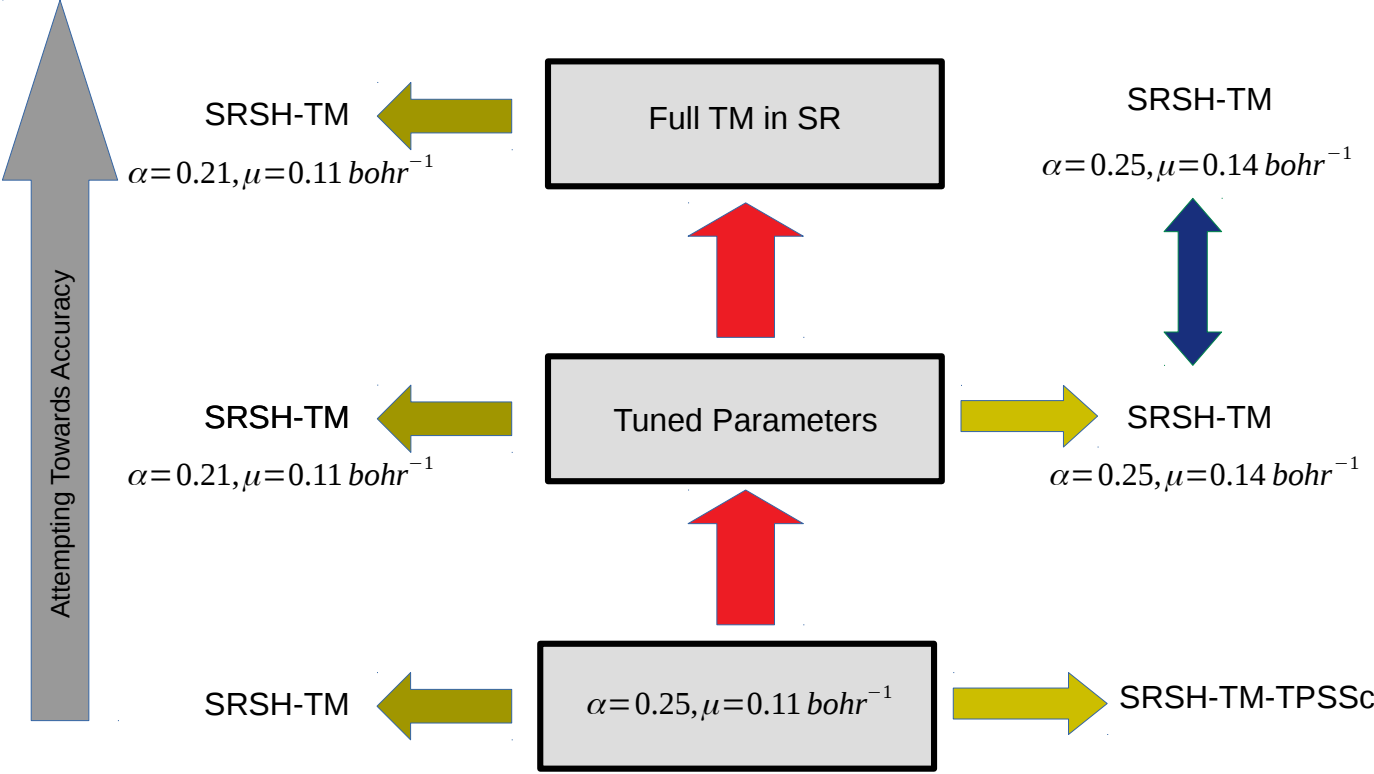 SRSH-TM
α=0.21, μ=0.11 bohr⁻¹
Full TM in SR
SRSH-TM
α=0.25, μ=0.14 bohr⁻¹
Attempting Towards Accuracy
SRSH-TM
α=0.21, μ=0.11 bohr⁻¹
Tuned Parameters
SRSH-TM
α=0.25, μ=0.14 bohr⁻¹
SRSH-TM
α=0.25, μ=0.11 bohr⁻¹
SRSH-TM-TPSSc